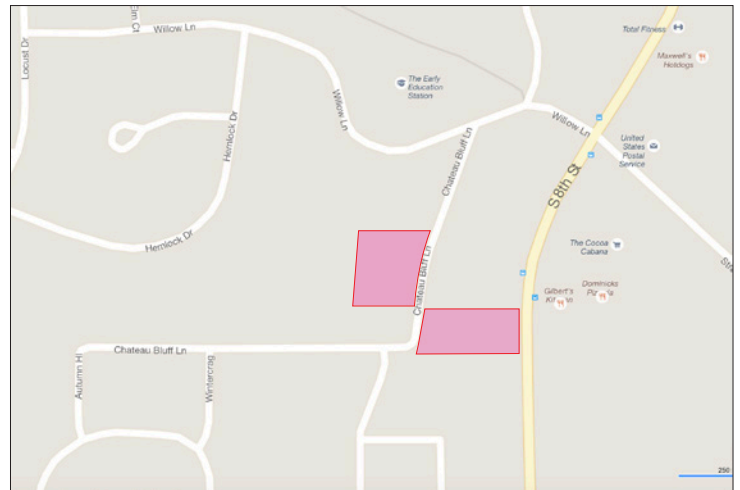 Elm Ct
Willow Ln
Total Fitness
Locust Dr
Maxwell's
Hotdogs
The Early
Education
Station
Willow Ln
Willow Ln
Hemlock Dr
Chateau Bluff Ln
United
States
Postal
Service
S 8th St
Hemlock Dr
The Cocoa
Cabana
Chateau Bluff Ln
Gilbert's
Dominicks
Chateau Bluff Ln
Autumn Hl
Wintercrag
250